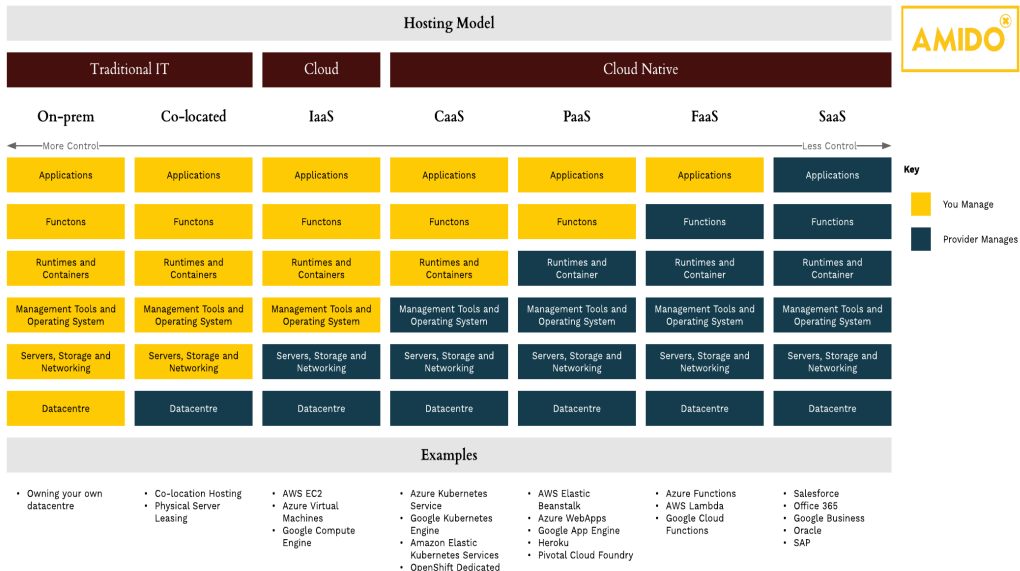 Hosting Model
AMIDO
Traditional IT
Cloud
Cloud Native
On-prem
Co-located
IaaS
CaaS
PaaS
FaaS
SaaS
More Control
Less Control
Applications
Applications
Applications
Applications
Applications
Applications
Applications
Key
You Manage
Provider Manages
Functons
Functons
Functons
Functons
Functons
Functions
Functions
Runtimes and
Containers
Runtimes and
Containers
Runtimes and
Containers
Runtimes and
Containers
Runtimes and
Container
Runtimes and
Container
Runtimes and
Container
Management Tools and
Operating System
Management Tools and
Operating System
Management Tools and
Operating System
Management Tools and
Operating System
Management Tools and
Operating System
Management Tools and
Operating System
Management Tools and
Operating System
Servers, Storage and
Networking
Servers, Storage and
Networking
Servers, Storage and
Networking
Servers, Storage and
Networking
Servers, Storage and
Networking
Servers, Storage and
Networking
Servers, Storage and
Networking
Datacentre
Datacentre
Datacentre
Datacentre
Datacentre
Datacentre
Datacentre
Examples
• Owning your own
datacentre
• Co-location Hosting
• Physical Server
Leasing
• AWS EC2
• Azure Virtual
Machines
• Google Compute
Engine
• Azure Kubernetes
Service
• Google Kubernetes
Engine
• Amazon Elastic
Kubernetes Services
• OpenShift Dedicated
• AWS Elastic
Beanstalk
• Azure WebApps
• Google App Engine
• Heroku
• Pivotal Cloud Foundry
• Azure Functions
• AWS Lambda
• Google Cloud
Functions
• Salesforce
• Office 365
• Google Business
• Oracle
• SAP